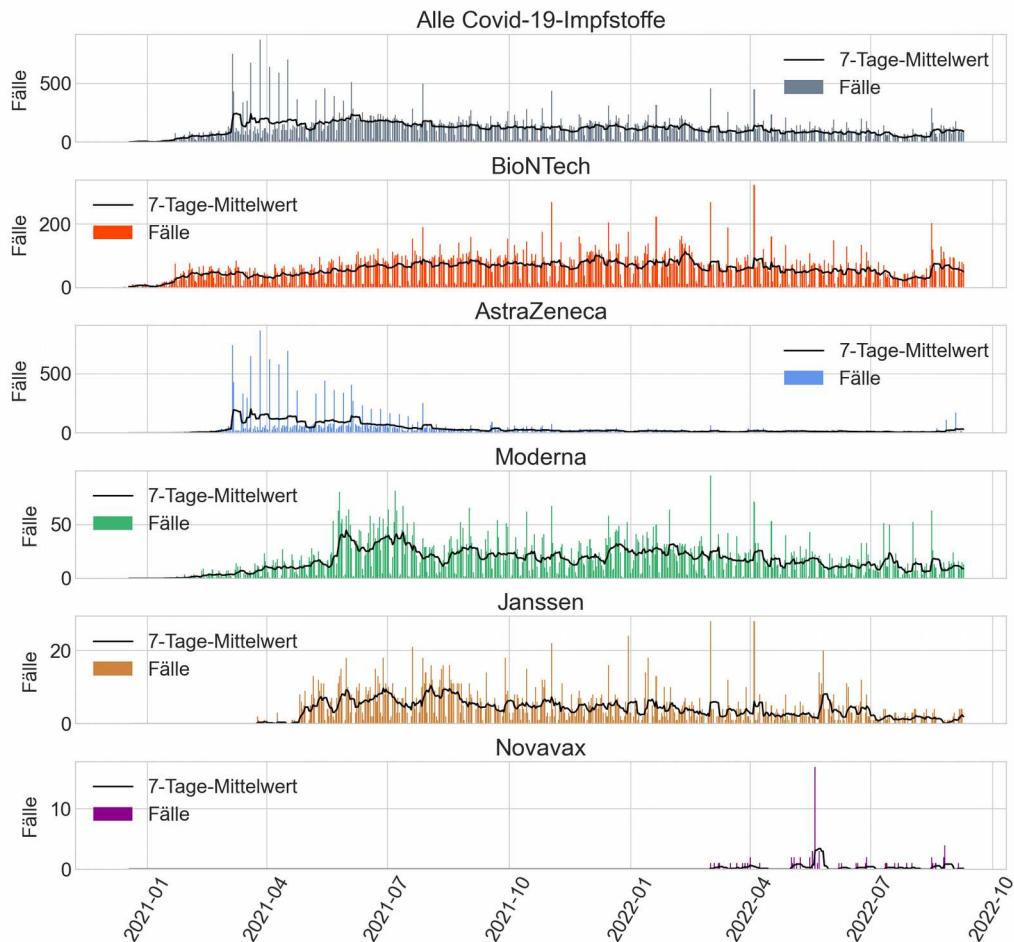 Alle Covid-19-Impfstoffe
Fälle
500
0
7-Tage-Mittelwert
Fälle
BioNTech
Fälle
200
0
7-Tage-Mittelwert
Fälle
AstraZeneca
Fälle
500
0
7-Tage-Mittelwert
Fälle
Moderna
Fälle
50
0
7-Tage-Mittelwert
Fälle
Janssen
Fälle
20
0
7-Tage-Mittelwert
Fälle
Novavax
Fälle
10
0
7-Tage-Mittelwert
Fälle
2021-01
2021-04
2021-07
2021-10
2022-01
2022-04
2022-07
2022-10